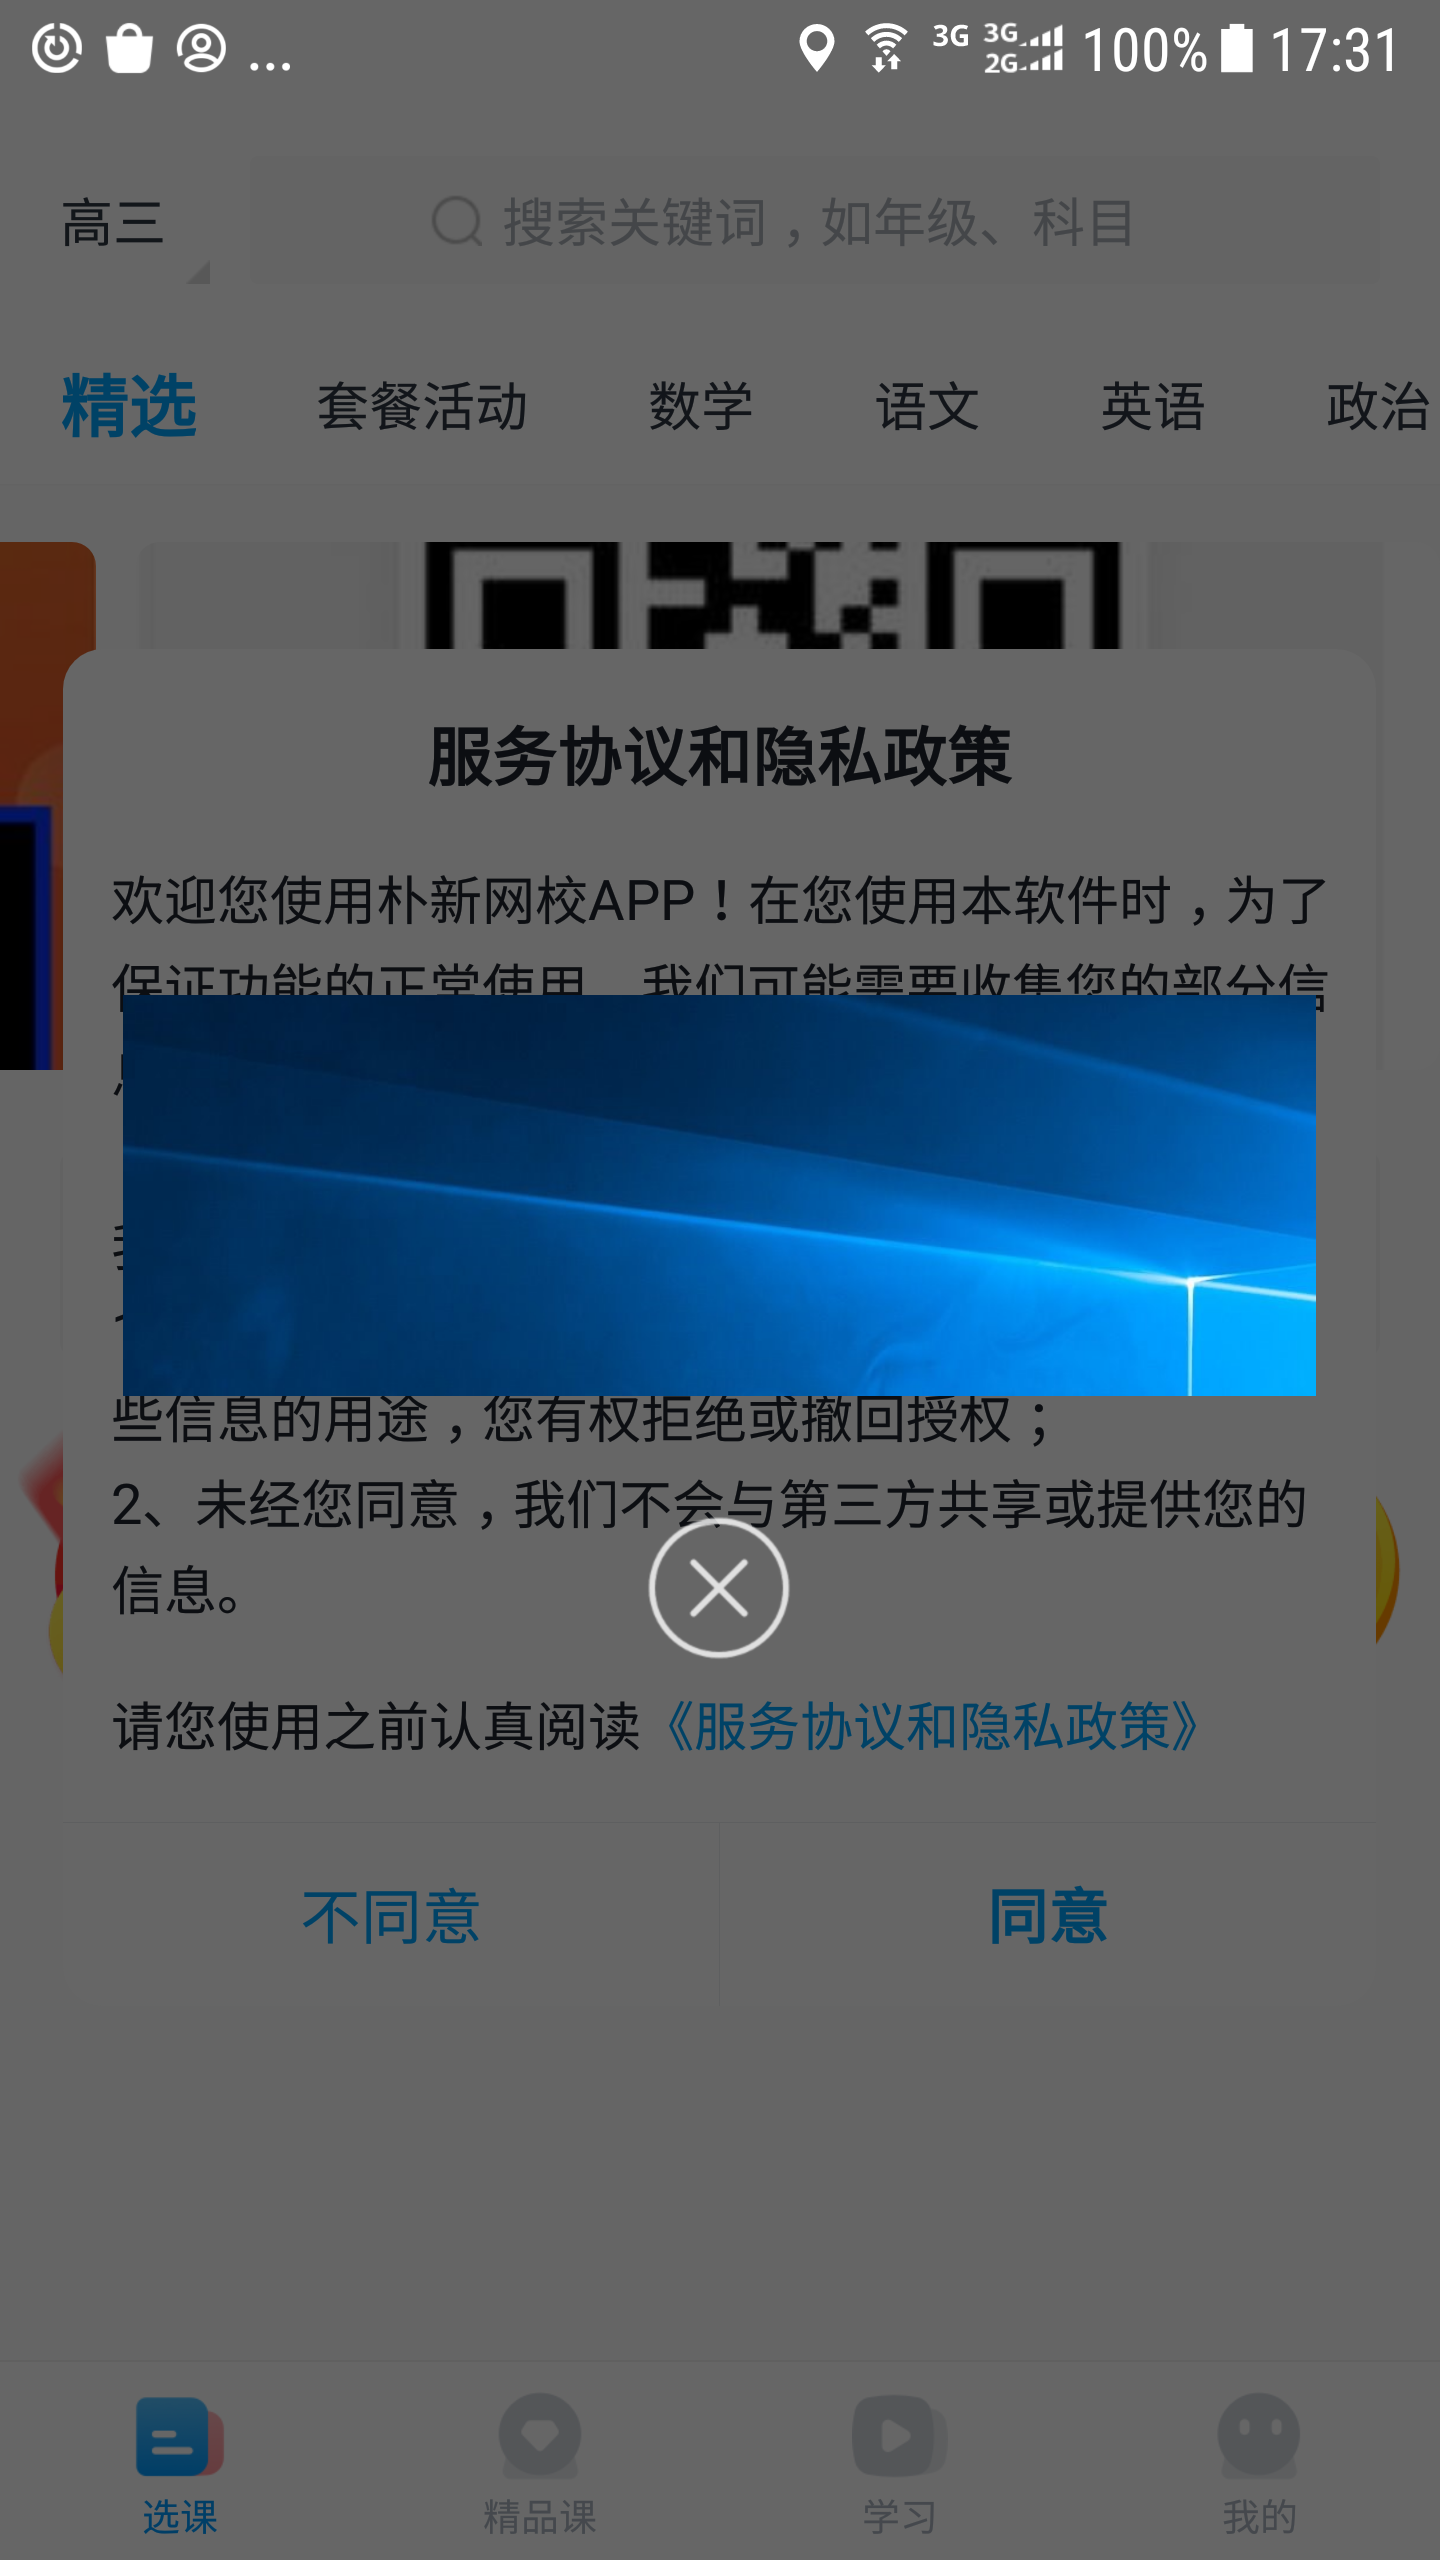 ... 3G 3G 2G 100% 17:31
高三
搜索关键词，如年级、科目
精选 套餐活动 数学 语文 英语 政治
服务协议和隐私政策
欢迎您使用朴新网校APP！在您使用本软件时，为了
保证功能的正常使用，我们可能需要收集您的部分信
些信息的用途，您有权拒绝或撤回授权；
2、未经您同意，我们不会与第三方共享或提供您的
信息。
请您使用之前认真阅读《服务协议和隐私政策》
不同意 同意
选课 精品课 学习 我的